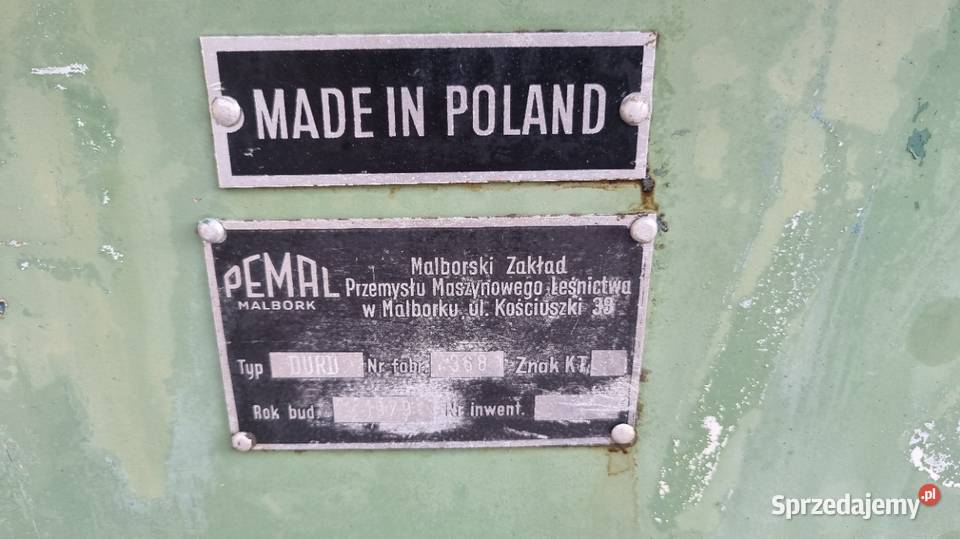 MADE IN POLAND
PEMAL
MALBORK
Malborski Zakład
Przemysłu Maszynowego Leśnictwa
w Malborku ul. Kościuszki 33
Typ DURD Nr fabr. 368 Znak KT
Rok bud. 1979 Nr inwent.
Sprzedajemy.pl